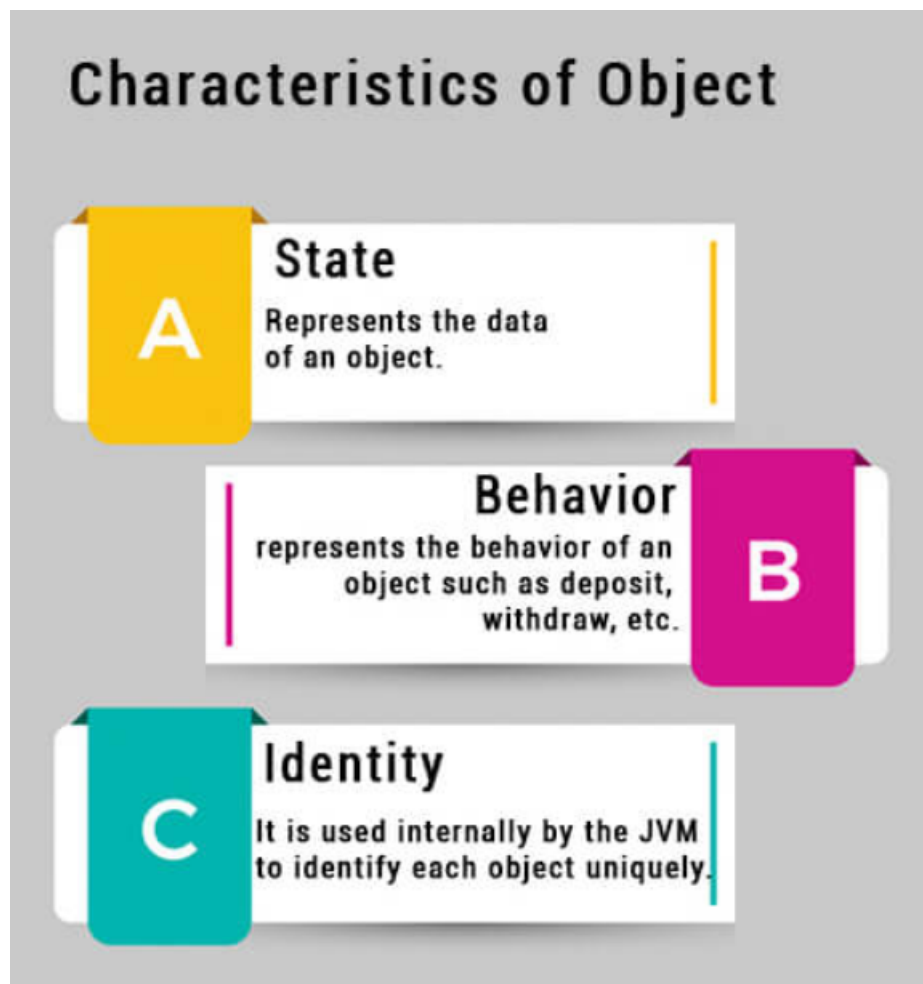 Characteristics of Object
A
State
Represents the data
of an object.
Behavior
represents the behavior of an
object such as deposit,
withdraw, etc.
B
C
Identity
It is used internally by the JVM
to identify each object uniquely.